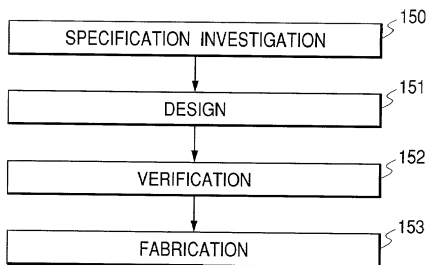 150
SPECIFICATION INVESTIGATION
151
DESIGN
152
VERIFICATION
153
FABRICATION